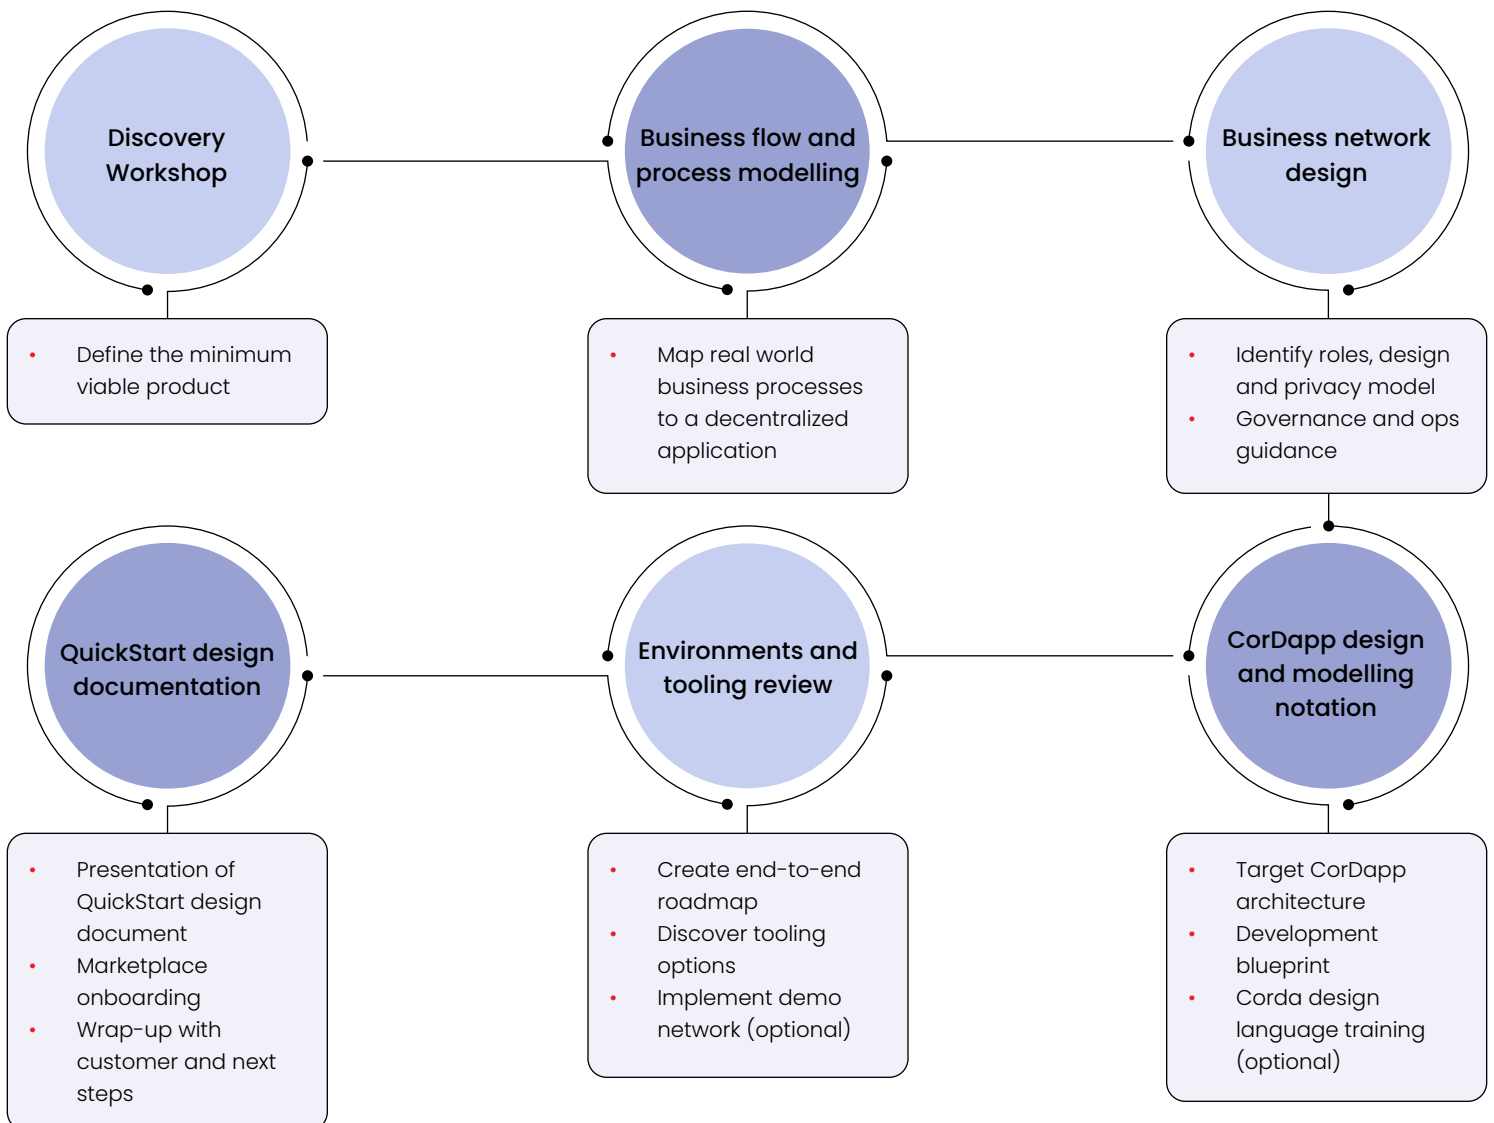 Discovery
Workshop
• Define the minimum
viable product
Business flow and
process modelling
• Map real world
business processes
to a decentralized
application
Business network
design
• Identify roles, design
and privacy model
• Governance and ops
guidance
CorDapp design
and modelling
notation
• Target CorDapp
architecture
• Development
blueprint
• Corda design
language training
(optional)
Environments and
tooling review
• Create end-to-end
roadmap
• Discover tooling
options
• Implement demo
network (optional)
QuickStart design
documentation
• Presentation of
QuickStart design
document
• Marketplace
onboarding
• Wrap-up with
customer and next
steps